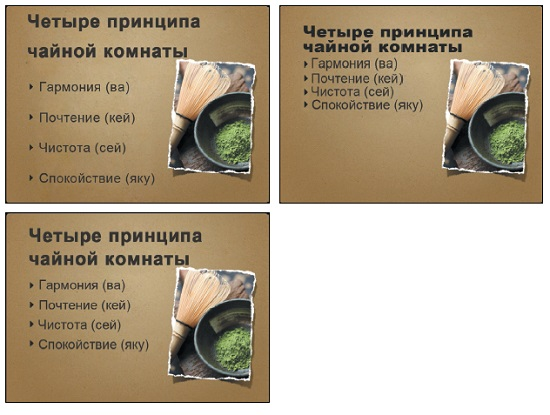 Четыре принципа
чайной комнаты
Гармония (ва)
Почтение (кей)
Чистота (сей)
Спокойствие (яку)
Четыре принципа
чайной комнаты
Гармония (ва)
Почтение (кей)
Чистота (сей)
Спокойствие (яку)
Четыре принципа
чайной комнаты
Гармония (ва)
Почтение (кей)
Чистота (сей)
Спокойствие (яку)